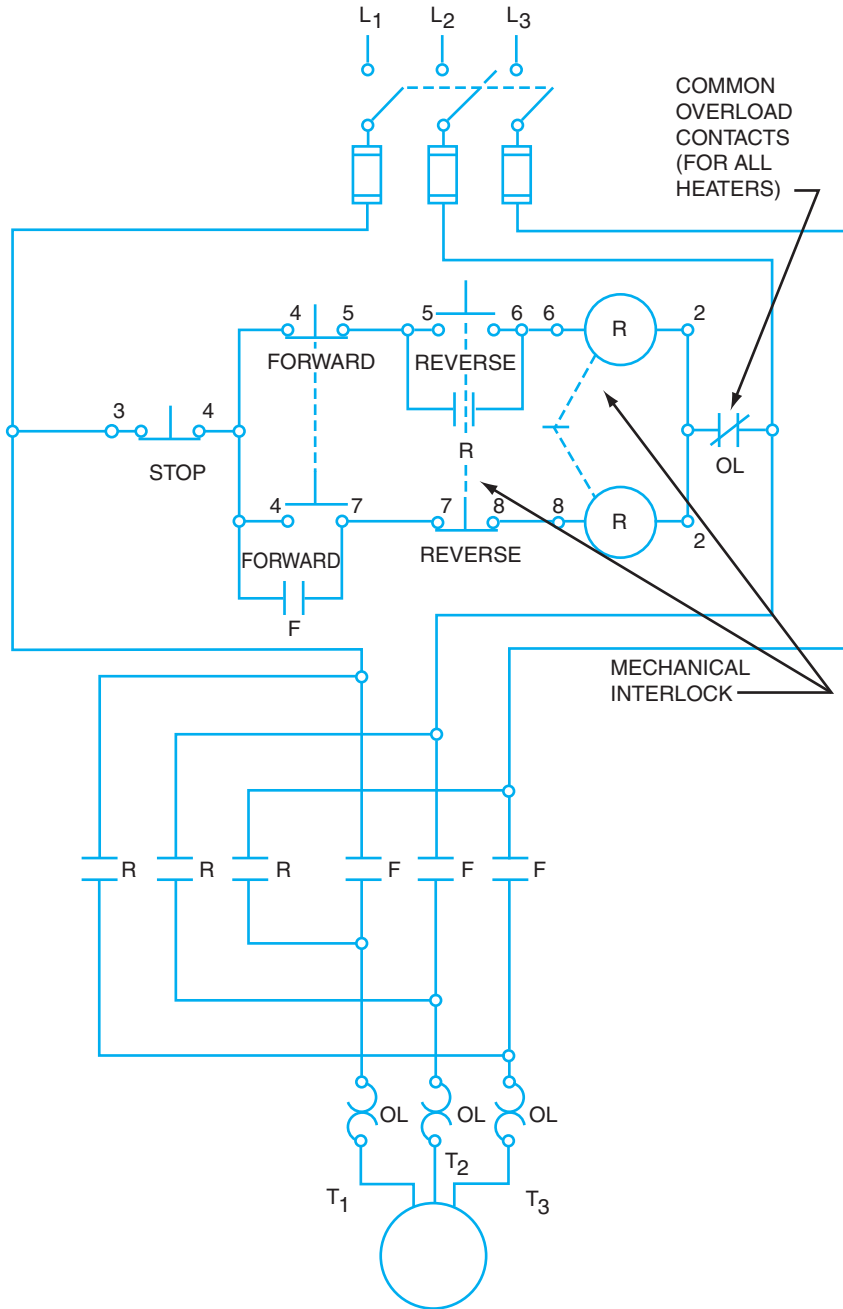 L1 L2 L3
COMMON
OVERLOAD
CONTACTS
(FOR ALL
HEATERS)
4 5 5 6 6 2
R
FORWARD REVERSE
3 4
STOP
R
OL
4 7 7 8 8 2
R
FORWARD REVERSE
F
MECHANICAL
INTERLOCK
R R R F F F
OL OL OL
T1 T2 T3